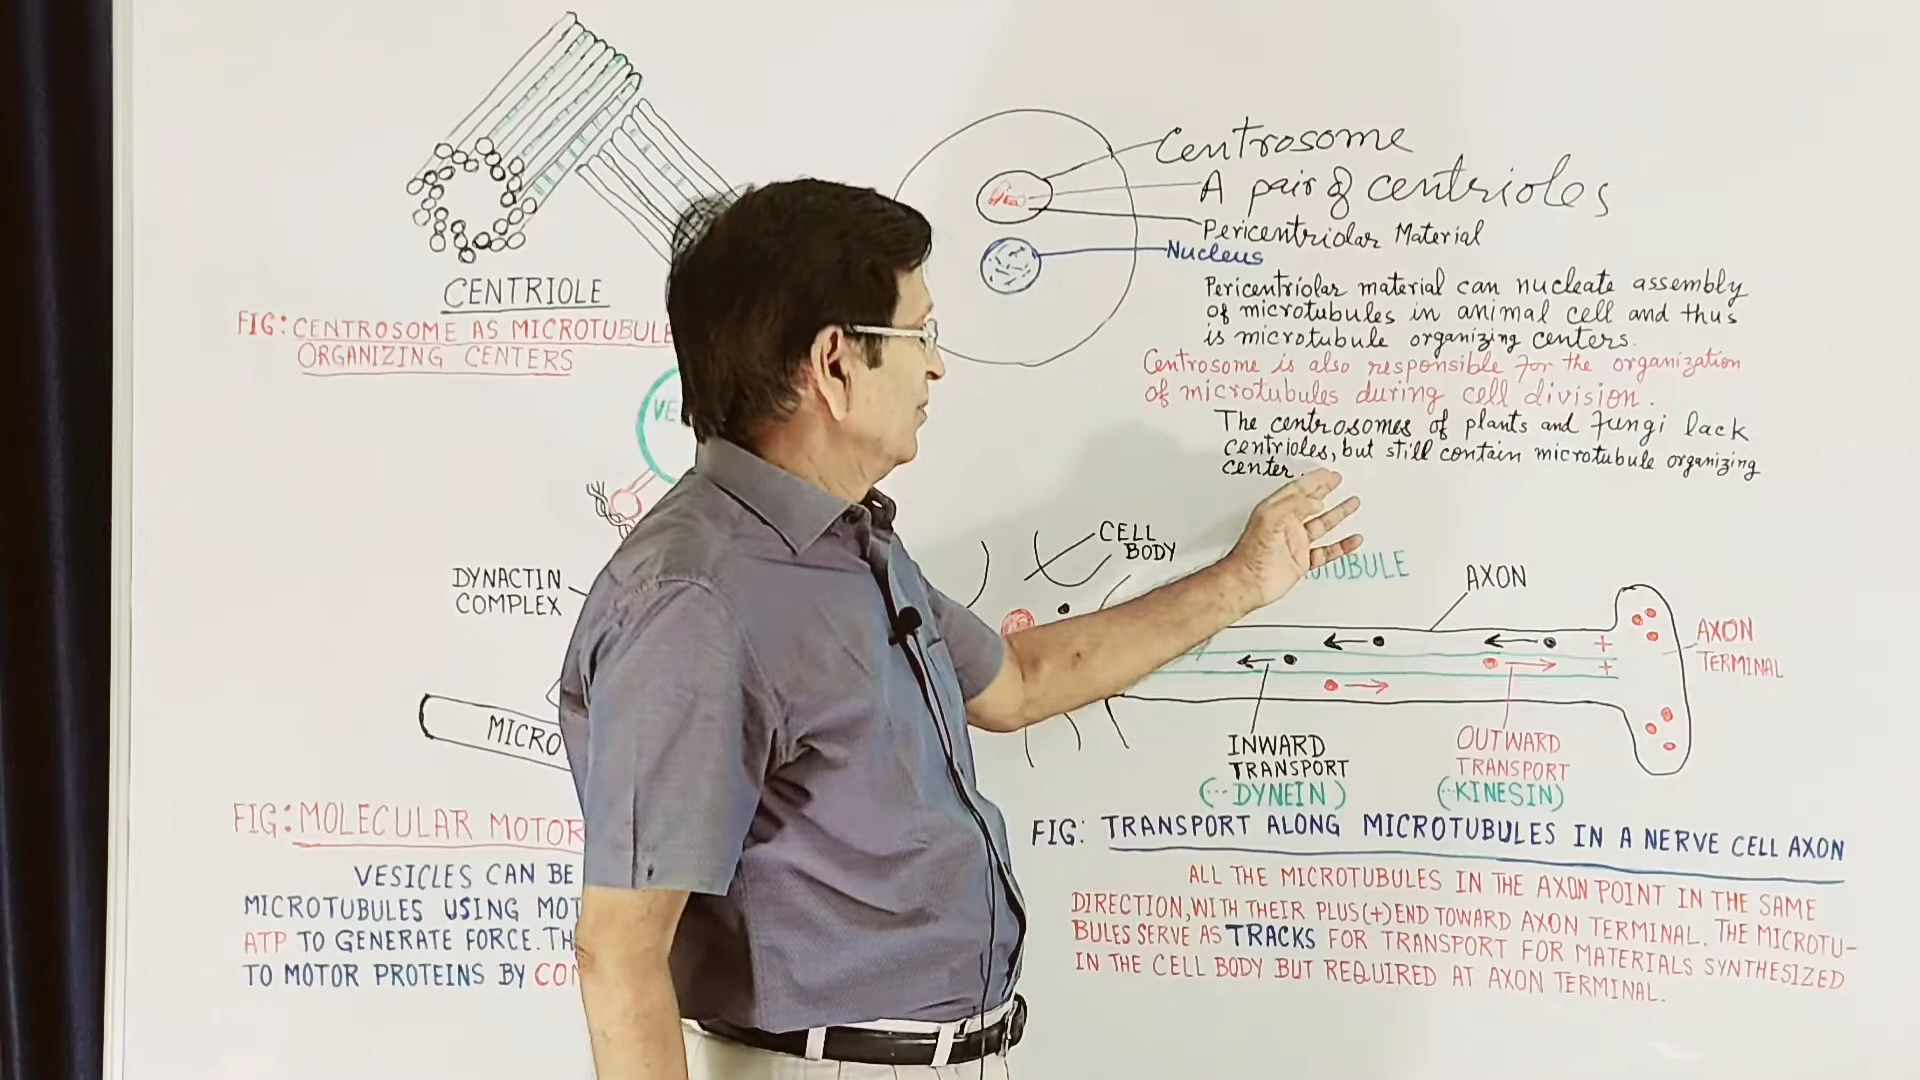 CENTRIOLE
FIG: CENTROSOME AS MICROTUBULE
ORGANIZING CENTERS
Centrosome
A pair of centrioles
Pericentriolar Material
Nucleus
Pericentriolar material can nucleate assembly
of microtubules in animal cell and thus
is microtubule organizing centers.
Centrosome is also responsible for the organization
of microtubules during cell division.
The centrosomes of plants and fungi lack
centrioles, but still contain microtubule organizing
center.
VE
DYNACTIN
COMPLEX
MICRO
FIG: MOLECULAR MOTOR
VESICLES CAN BE
MICROTUBULES USING MOT
ATP TO GENERATE FORCE. TH
TO MOTOR PROTEINS BY CON
CELL
BODY
OTUBULE
AXON
+
+
AXON
TERMINAL
INWARD
TRANSPORT
(··DYNEIN)
OUTWARD
TRANSPORT
(··KINESIN)
FIG: TRANSPORT ALONG MICROTUBULES IN A NERVE CELL AXON
ALL THE MICROTUBULES IN THE AXON POINT IN THE SAME
DIRECTION, WITH THEIR PLUS (+) END TOWARD AXON TERMINAL. THE MICROTU-
BULES SERVE AS TRACKS FOR TRANSPORT FOR MATERIALS SYNTHESIZED
IN THE CELL BODY BUT REQUIRED AT AXON TERMINAL.